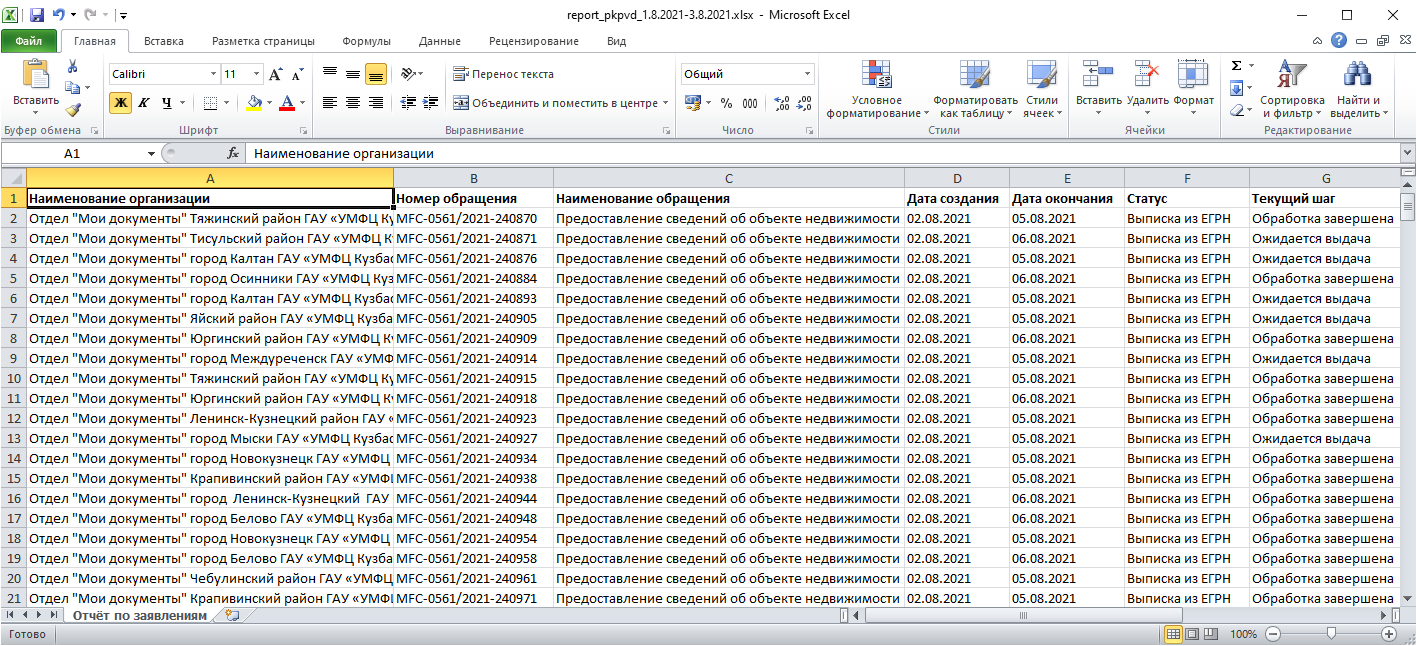 report_pkpvd_1.8.2021-3.8.2021.xlsx - Microsoft Excel
Файл Главная Вставка Разметка страницы Формулы Данные Рецензирование Вид
Вставить
Буфер обмена
Calibri 11
Ж К Ч
Шрифт
Перенос текста
Объединить и поместить в центре
Выравнивание
Общий
% 000
Число
Условное форматирование
Форматировать как таблицу
Стили ячеек
Стили
Вставить Удалить Формат
Ячейки
Σ
Сортировка и фильтр
Найти и выделить
Редактирование
A1 fx Наименование организации
A B C D E F G
1 Наименование организации Номер обращения Наименование обращения Дата создания Дата окончания Статус Текущий шаг
2 Отдел "Мои документы" Тяжинский район ГАУ «УМФЦ Ку MFC-0561/2021-240870 Предоставление сведений об объекте недвижимости 02.08.2021 05.08.2021 Выписка из ЕГРН Обработка завершена
3 Отдел "Мои документы" Тисульский район ГАУ «УМФЦ К MFC-0561/2021-240871 Предоставление сведений об объекте недвижимости 02.08.2021 06.08.2021 Выписка из ЕГРН Ожидается выдача
4 Отдел "Мои документы" город Калтан ГАУ «УМФЦ Кузбас MFC-0561/2021-240876 Предоставление сведений об объекте недвижимости 02.08.2021 05.08.2021 Выписка из ЕГРН Ожидается выдача
5 Отдел "Мои документы" город Осинники ГАУ «УМФЦ Куз MFC-0561/2021-240884 Предоставление сведений об объекте недвижимости 02.08.2021 06.08.2021 Выписка из ЕГРН Обработка завершена
6 Отдел "Мои документы" город Калтан ГАУ «УМФЦ Кузбас MFC-0561/2021-240893 Предоставление сведений об объекте недвижимости 02.08.2021 05.08.2021 Выписка из ЕГРН Ожидается выдача
7 Отдел "Мои документы" Яйский район ГАУ «УМФЦ Кузба MFC-0561/2021-240905 Предоставление сведений об объекте недвижимости 02.08.2021 05.08.2021 Выписка из ЕГРН Ожидается выдача
8 Отдел "Мои документы" Юргинский район ГАУ «УМФЦ Ку MFC-0561/2021-240909 Предоставление сведений об объекте недвижимости 02.08.2021 06.08.2021 Выписка из ЕГРН Обработка завершена
9 Отдел "Мои документы" город Междуреченск ГАУ «УМФ MFC-0561/2021-240914 Предоставление сведений об объекте недвижимости 02.08.2021 05.08.2021 Выписка из ЕГРН Ожидается выдача
10 Отдел "Мои документы" Тяжинский район ГАУ «УМФЦ Ку MFC-0561/2021-240915 Предоставление сведений об объекте недвижимости 02.08.2021 05.08.2021 Выписка из ЕГРН Обработка завершена
11 Отдел "Мои документы" Юргинский район ГАУ «УМФЦ Ку MFC-0561/2021-240918 Предоставление сведений об объекте недвижимости 02.08.2021 06.08.2021 Выписка из ЕГРН Обработка завершена
12 Отдел "Мои документы" Ленинск-Кузнецкий район ГАУ « MFC-0561/2021-240923 Предоставление сведений об объекте недвижимости 02.08.2021 05.08.2021 Выписка из ЕГРН Обработка завершена
13 Отдел "Мои документы" город Мыски ГАУ «УМФЦ Кузбас MFC-0561/2021-240927 Предоставление сведений об объекте недвижимости 02.08.2021 05.08.2021 Выписка из ЕГРН Ожидается выдача
14 Отдел "Мои документы" город Новокузнецк ГАУ «УМФЦ MFC-0561/2021-240934 Предоставление сведений об объекте недвижимости 02.08.2021 05.08.2021 Выписка из ЕГРН Обработка завершена
15 Отдел "Мои документы" Крапивинский район ГАУ «УМФ MFC-0561/2021-240938 Предоставление сведений об объекте недвижимости 02.08.2021 05.08.2021 Выписка из ЕГРН Обработка завершена
16 Отдел "Мои документы" город Ленинск-Кузнецкий ГАУ MFC-0561/2021-240944 Предоставление сведений об объекте недвижимости 02.08.2021 06.08.2021 Выписка из ЕГРН Обработка завершена
17 Отдел "Мои документы" город Белово ГАУ «УМФЦ Кузба MFC-0561/2021-240948 Предоставление сведений об объекте недвижимости 02.08.2021 06.08.2021 Выписка из ЕГРН Обработка завершена
18 Отдел "Мои документы" город Новокузнецк ГАУ «УМФЦ MFC-0561/2021-240954 Предоставление сведений об объекте недвижимости 02.08.2021 05.08.2021 Выписка из ЕГРН Обработка завершена
19 Отдел "Мои документы" город Белово ГАУ «УМФЦ Кузба MFC-0561/2021-240958 Предоставление сведений об объекте недвижимости 02.08.2021 06.08.2021 Выписка из ЕГРН Обработка завершена
20 Отдел "Мои документы" Чебулинский район ГАУ «УМФЦ MFC-0561/2021-240961 Предоставление сведений об объекте недвижимости 02.08.2021 05.08.2021 Выписка из ЕГРН Обработка завершена
21 Отдел "Мои документы" Крапивинский район ГАУ «УМФ MFC-0561/2021-240971 Предоставление сведений об объекте недвижимости 02.08.2021 05.08.2021 Выписка из ЕГРН Обработка завершена
Отчёт по заявлениям
Готово 100%